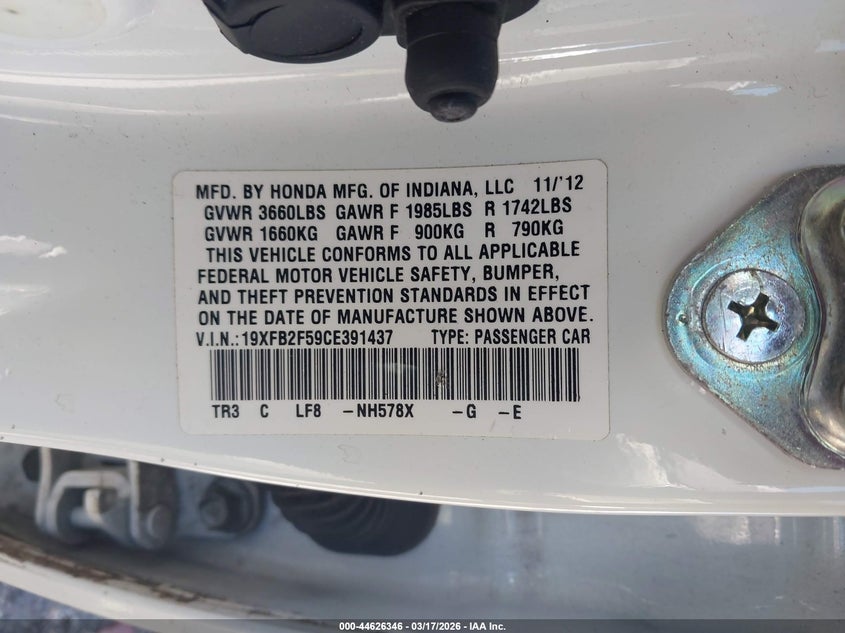 MFD. BY HONDA MFG. OF INDIANA, LLC 11/'12
GVWR 3660LBS GAWR F 1985LBS R 1742LBS
GVWR 1660KG GAWR F 900KG R 790KG
THIS VEHICLE CONFORMS TO ALL APPLICABLE
FEDERAL MOTOR VEHICLE SAFETY, BUMPER,
AND THEFT PREVENTION STANDARDS IN EFFECT
ON THE DATE OF MANUFACTURE SHOWN ABOVE.
V.I.N.:19XFB2F59CE391437 TYPE: PASSENGER CAR
TR3 C LF8 -NH578X -G -E
000-44626346 — 03/17/2026 — IAA Inc.